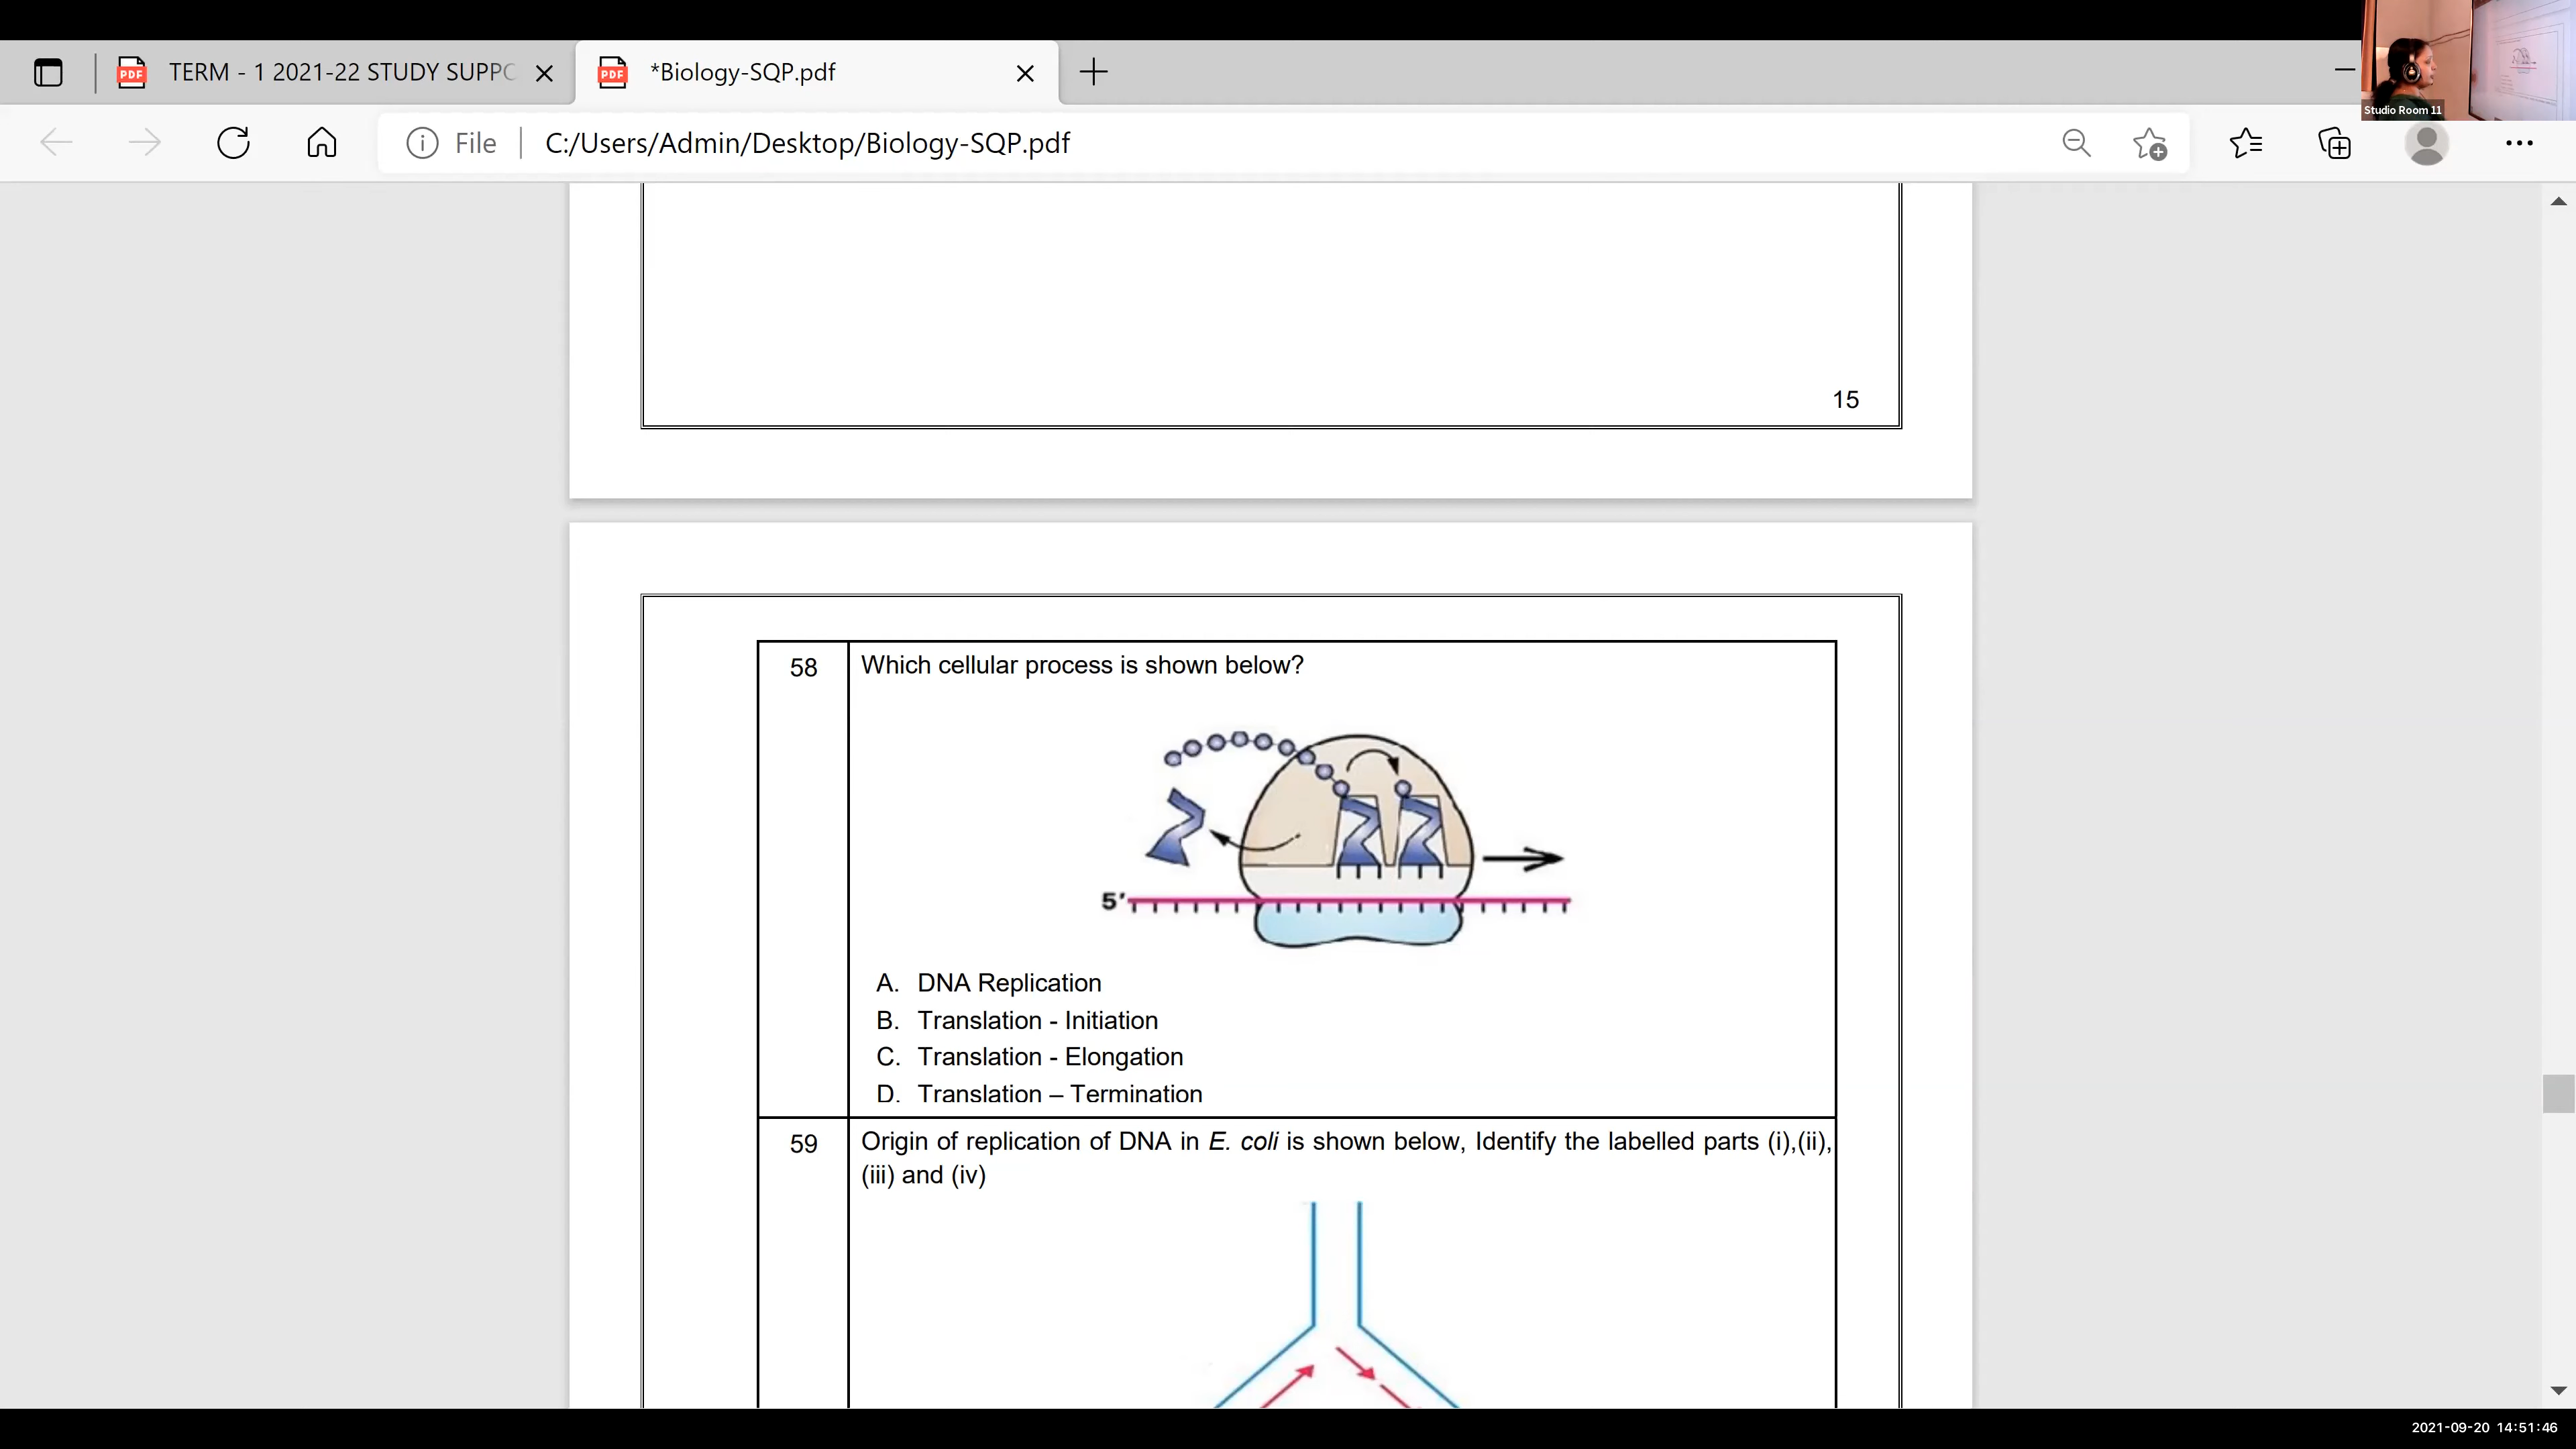 TERM - 1 2021-22 STUDY SUPPO
*Biology-SQP.pdf
Studio Room 11
File
C:/Users/Admin/Desktop/Biology-SQP.pdf
15
58 Which cellular process is shown below?
5'
A. DNA Replication
B. Translation - Initiation
C. Translation - Elongation
D. Translation – Termination
59 Origin of replication of DNA in E. coli is shown below, Identify the labelled parts (i),(ii),
(iii) and (iv)
2021-09-20 14:51:46